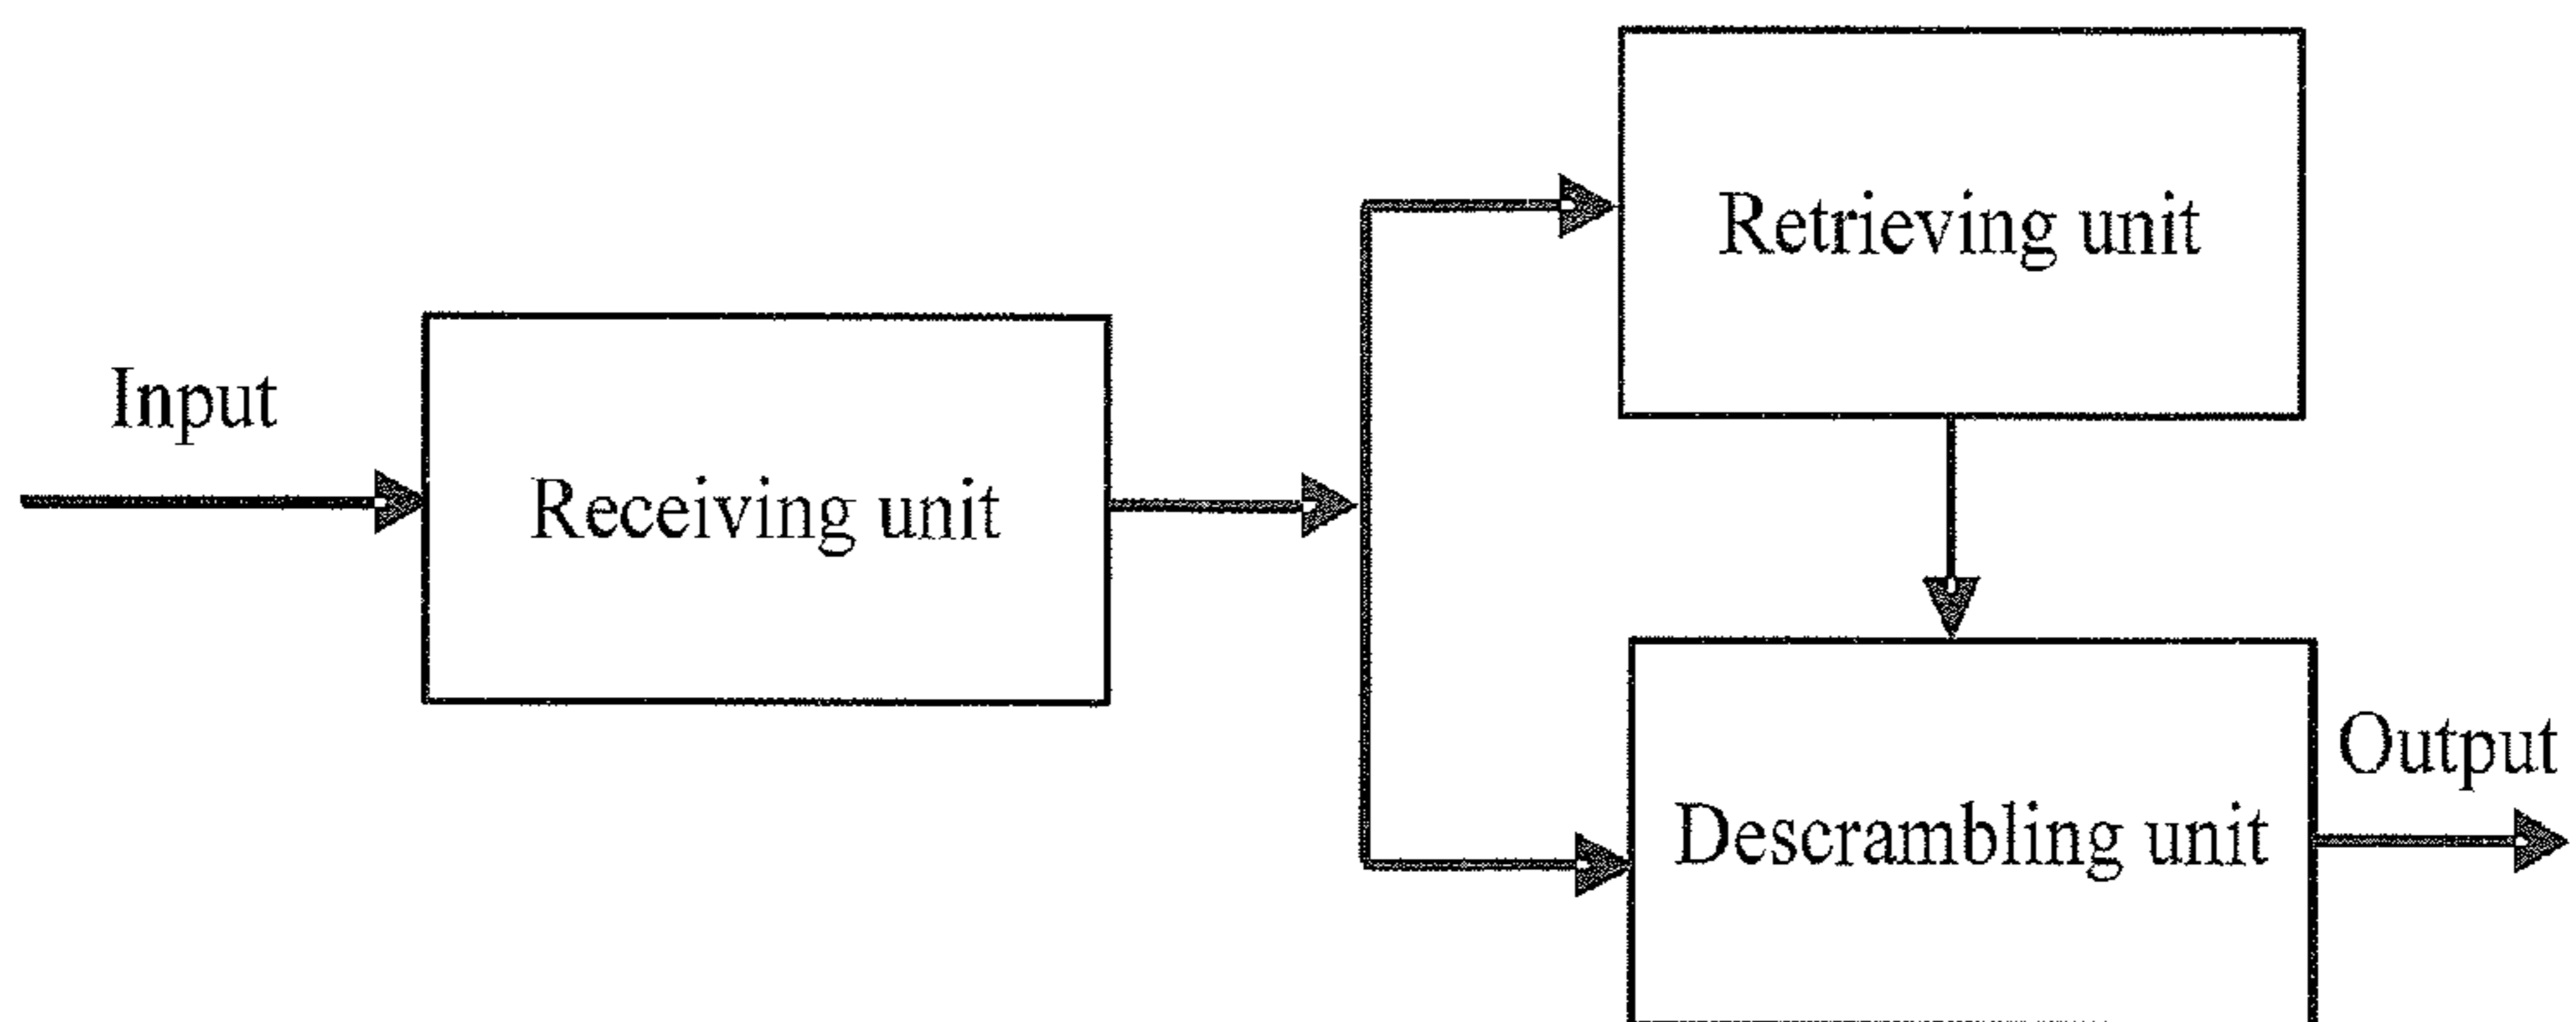 Input
Receiving unit
Retrieving unit
Descrambling unit
Output